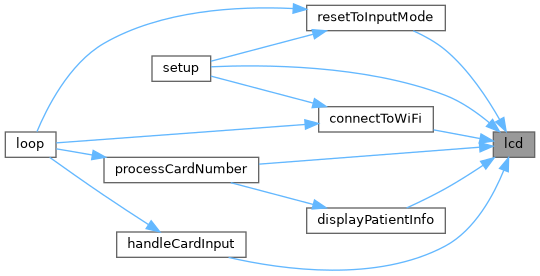 resetToInputMode
setup
connectToWiFi
loop
lcd
processCardNumber
displayPatientInfo
handleCardInput